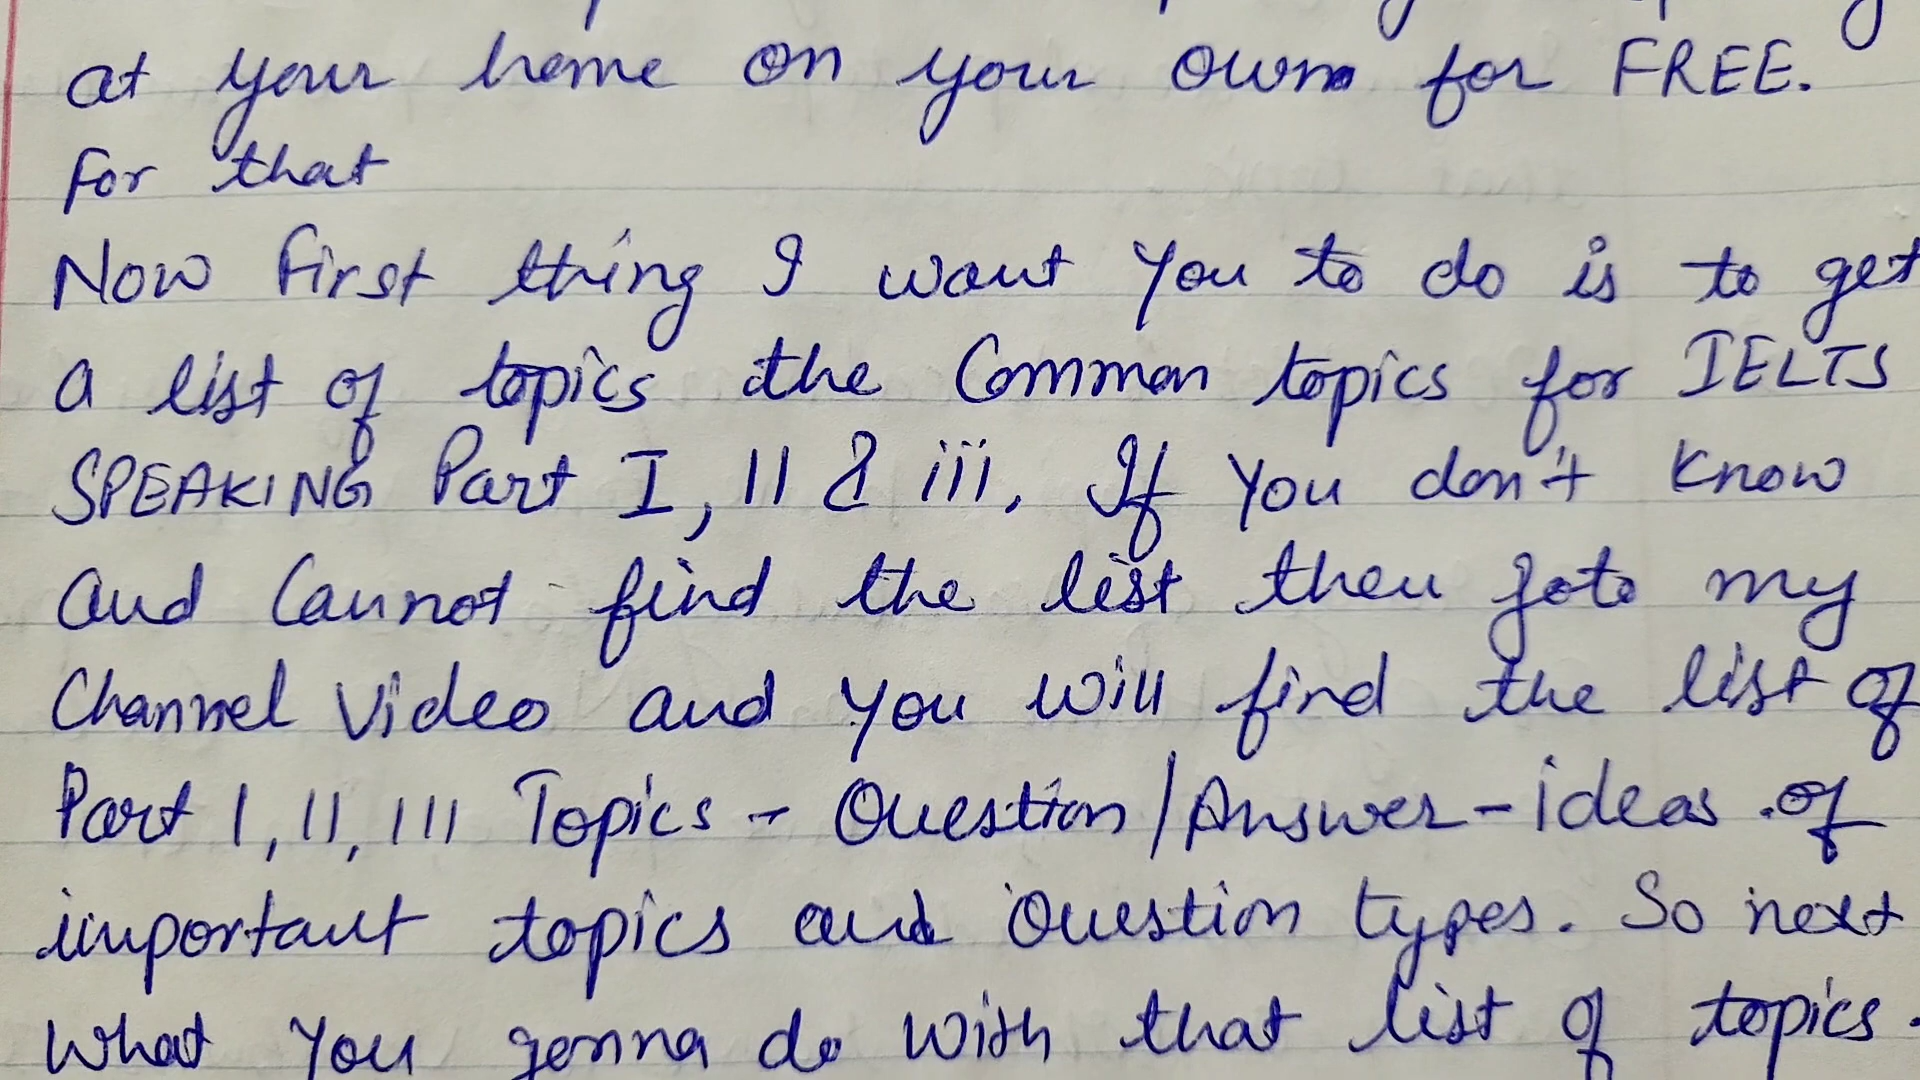 at your home on your own for FREE.
For that
Now first thing I want you to do is to get
a list of topics the Common topics for IELTS
SPEAKING Part I, II & iii. If you don't know
and Cannot find the list then goto my
Channel Video and you will find the list of
Part I, II, III Topics - Question/Answer-ideas of
important topics and Question types. So next
What you gonna do with that list of topics.